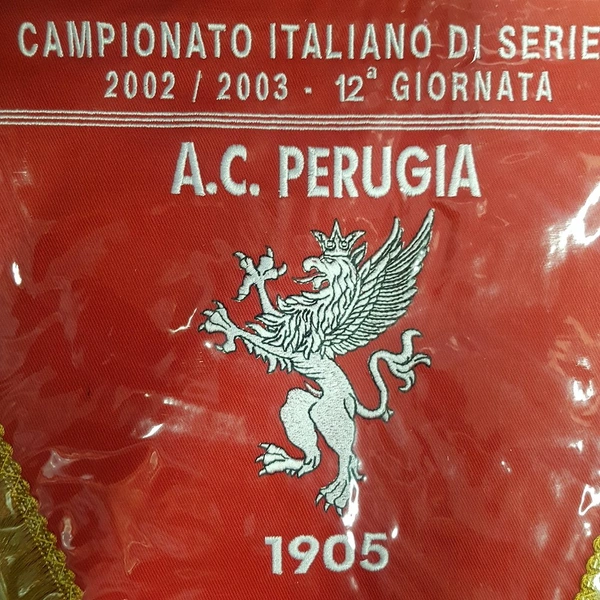 CAMPIONATO ITALIANO DI SERIE
2002 / 2003 - 12ª GIORNATA
A.C. PERUGIA
1905